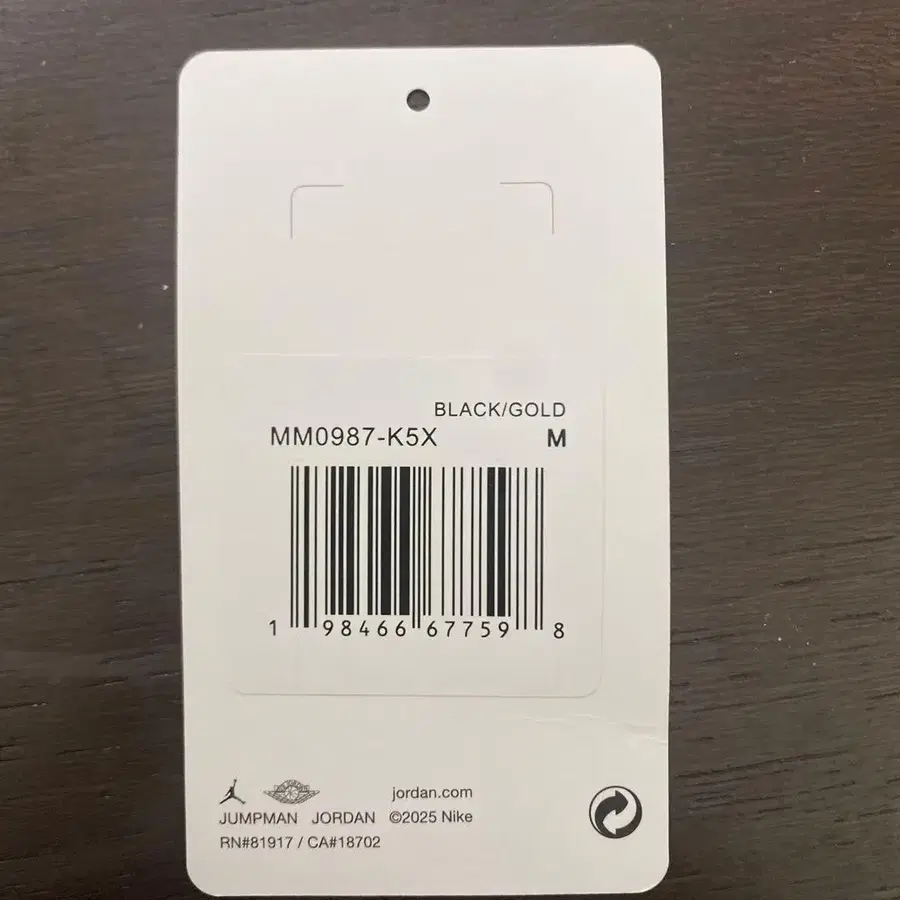 BLACK/GOLD
MM0987-K5X M
1 98466 67759 8
jordan.com
JUMPMAN JORDAN ©2025 Nike
RN#81917 / CA#18702